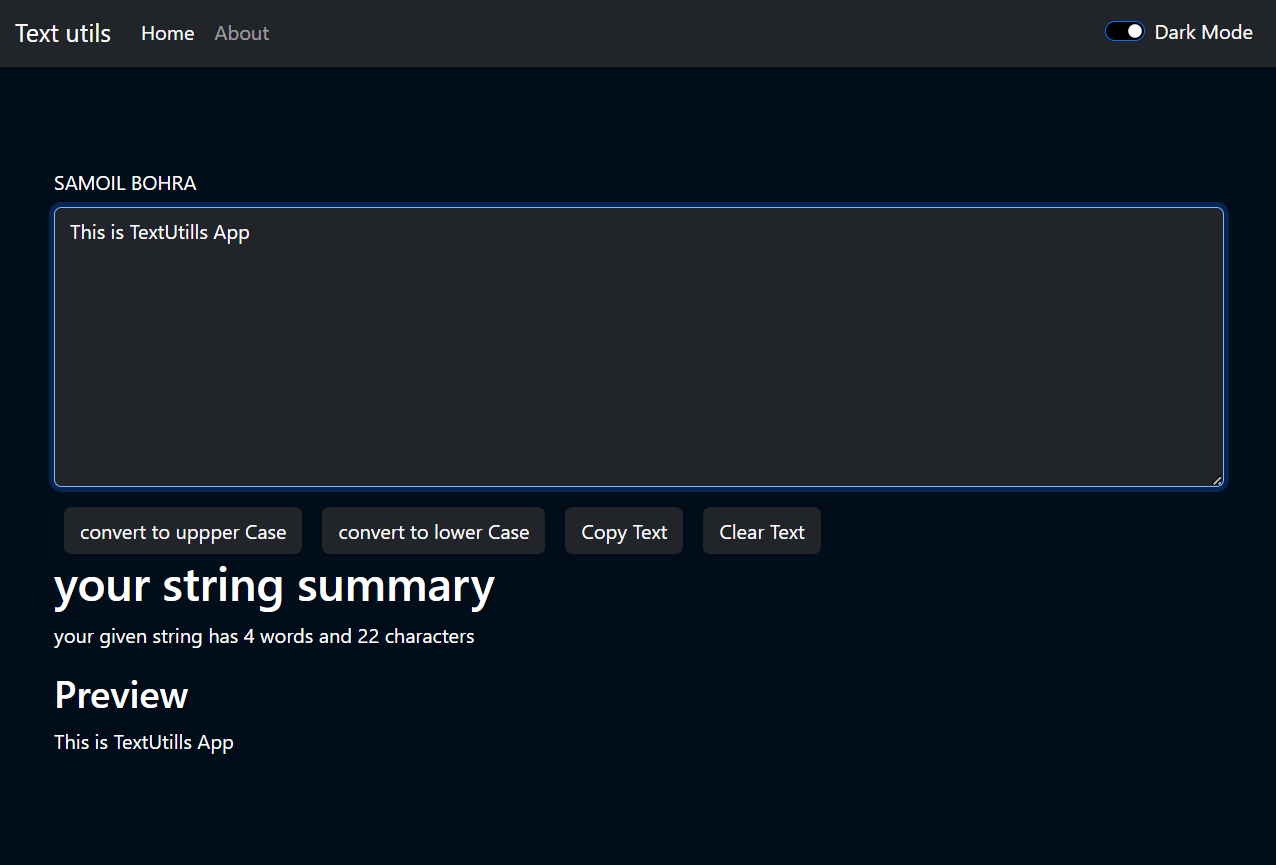 Text utils Home About Dark Mode
SAMOIL BOHRA
This is TextUtills App
convert to uppper Case convert to lower Case Copy Text Clear Text
your string summary
your given string has 4 words and 22 characters
Preview
This is TextUtills App